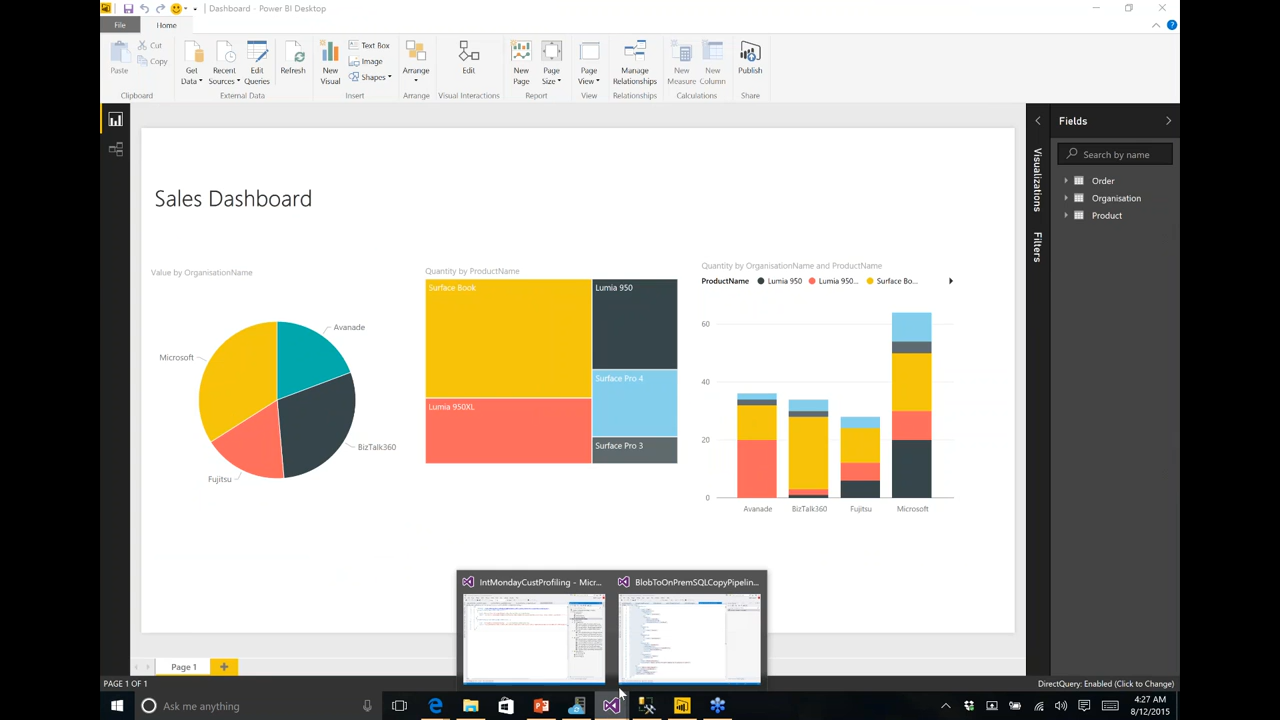 Dashboard - Power BI Desktop
File
Home
Paste
Cut
Copy
Get Data
Recent Sources
Edit Queries
Refresh
New Visual
Text Box
Image
Shapes
Arrange
Edit
New Page
Page Size
Page View
Manage Relationships
New Measure
New Column
Publish
Clipboard
External Data
Insert
Arrange
Visual Interactions
Report
View
Relationships
Calculations
Share
Sales Dashboard
Value by OrganisationName
Avanade
Microsoft
BizTalk360
Fujitsu
Quantity by ProductName
Surface Book
Lumia 950
Surface Pro 4
Lumia 950XL
Surface Pro 3
Quantity by OrganisationName and ProductName
ProductName
Lumia 950
Lumia 950...
Surface Bo...
60
40
20
0
Avanade
BizTalk360
Fujitsu
Microsoft
Visualizations
Filters
Fields
Search by name
Order
Organisation
Product
IntMondayCustProfiling - Micr...
BlobToOnPremSQLCopyPipelin...
Page 1
PAGE 1 OF 1
DirectQuery: Enabled (Click to Change)
Ask me anything
4:27 AM
8/12/2015